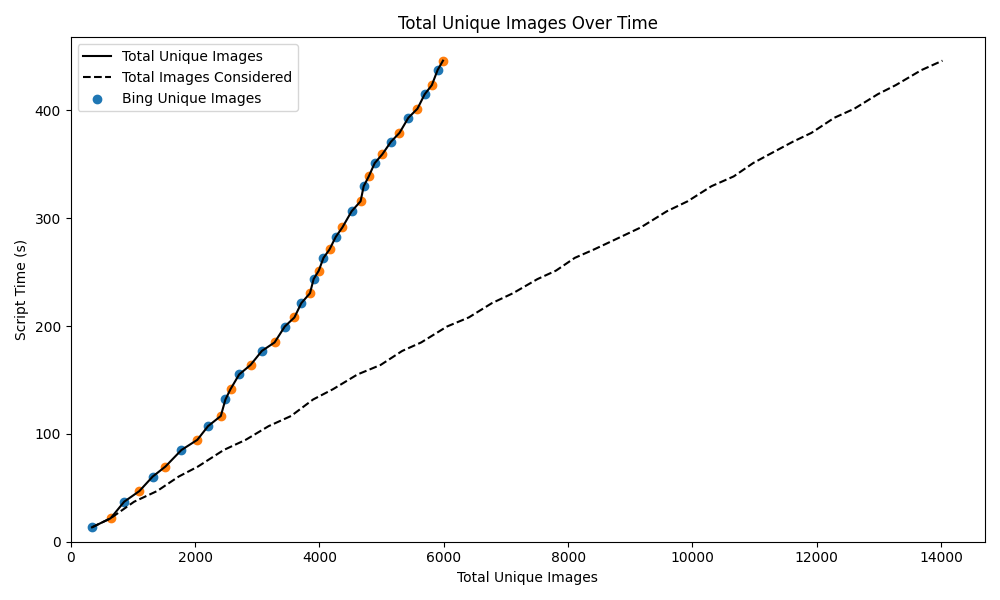 Total Unique Images Over Time
Total Unique Images
Total Images Considered
Bing Unique Images
Script Time (s)
400
300
200
100
0
0 2000 4000 6000 8000 10000 12000 14000
Total Unique Images